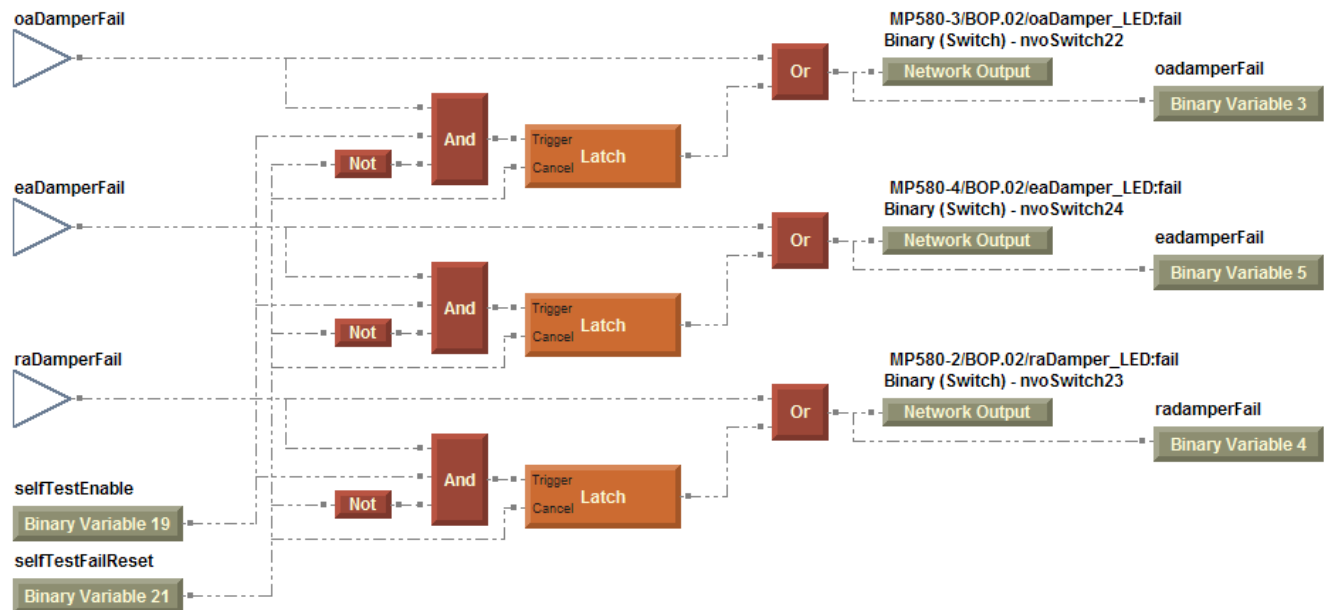 oaDamperFail
MP580-3/BOP.02/oaDamper_LED:fail
Binary (Switch) - nvoSwitch22
Or
Network Output
oadamperFail
Binary Variable 3
And
Not
Trigger
Latch
Cancel
eaDamperFail
MP580-4/BOP.02/eaDamper_LED:fail
Binary (Switch) - nvoSwitch24
Or
Network Output
eadamperFail
Binary Variable 5
And
Not
Trigger
Latch
Cancel
raDamperFail
MP580-2/BOP.02/raDamper_LED:fail
Binary (Switch) - nvoSwitch23
Or
Network Output
radamperFail
Binary Variable 4
And
Not
Trigger
Latch
Cancel
selfTestEnable
Binary Variable 19
selfTestFailReset
Binary Variable 21